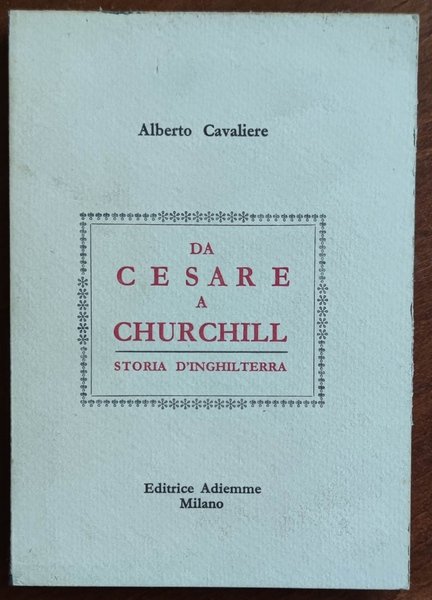 Alberto Cavaliere
DA
CESARE
A
CHURCHILL
STORIA D'INGHILTERRA
Editrice Adiemme
Milano